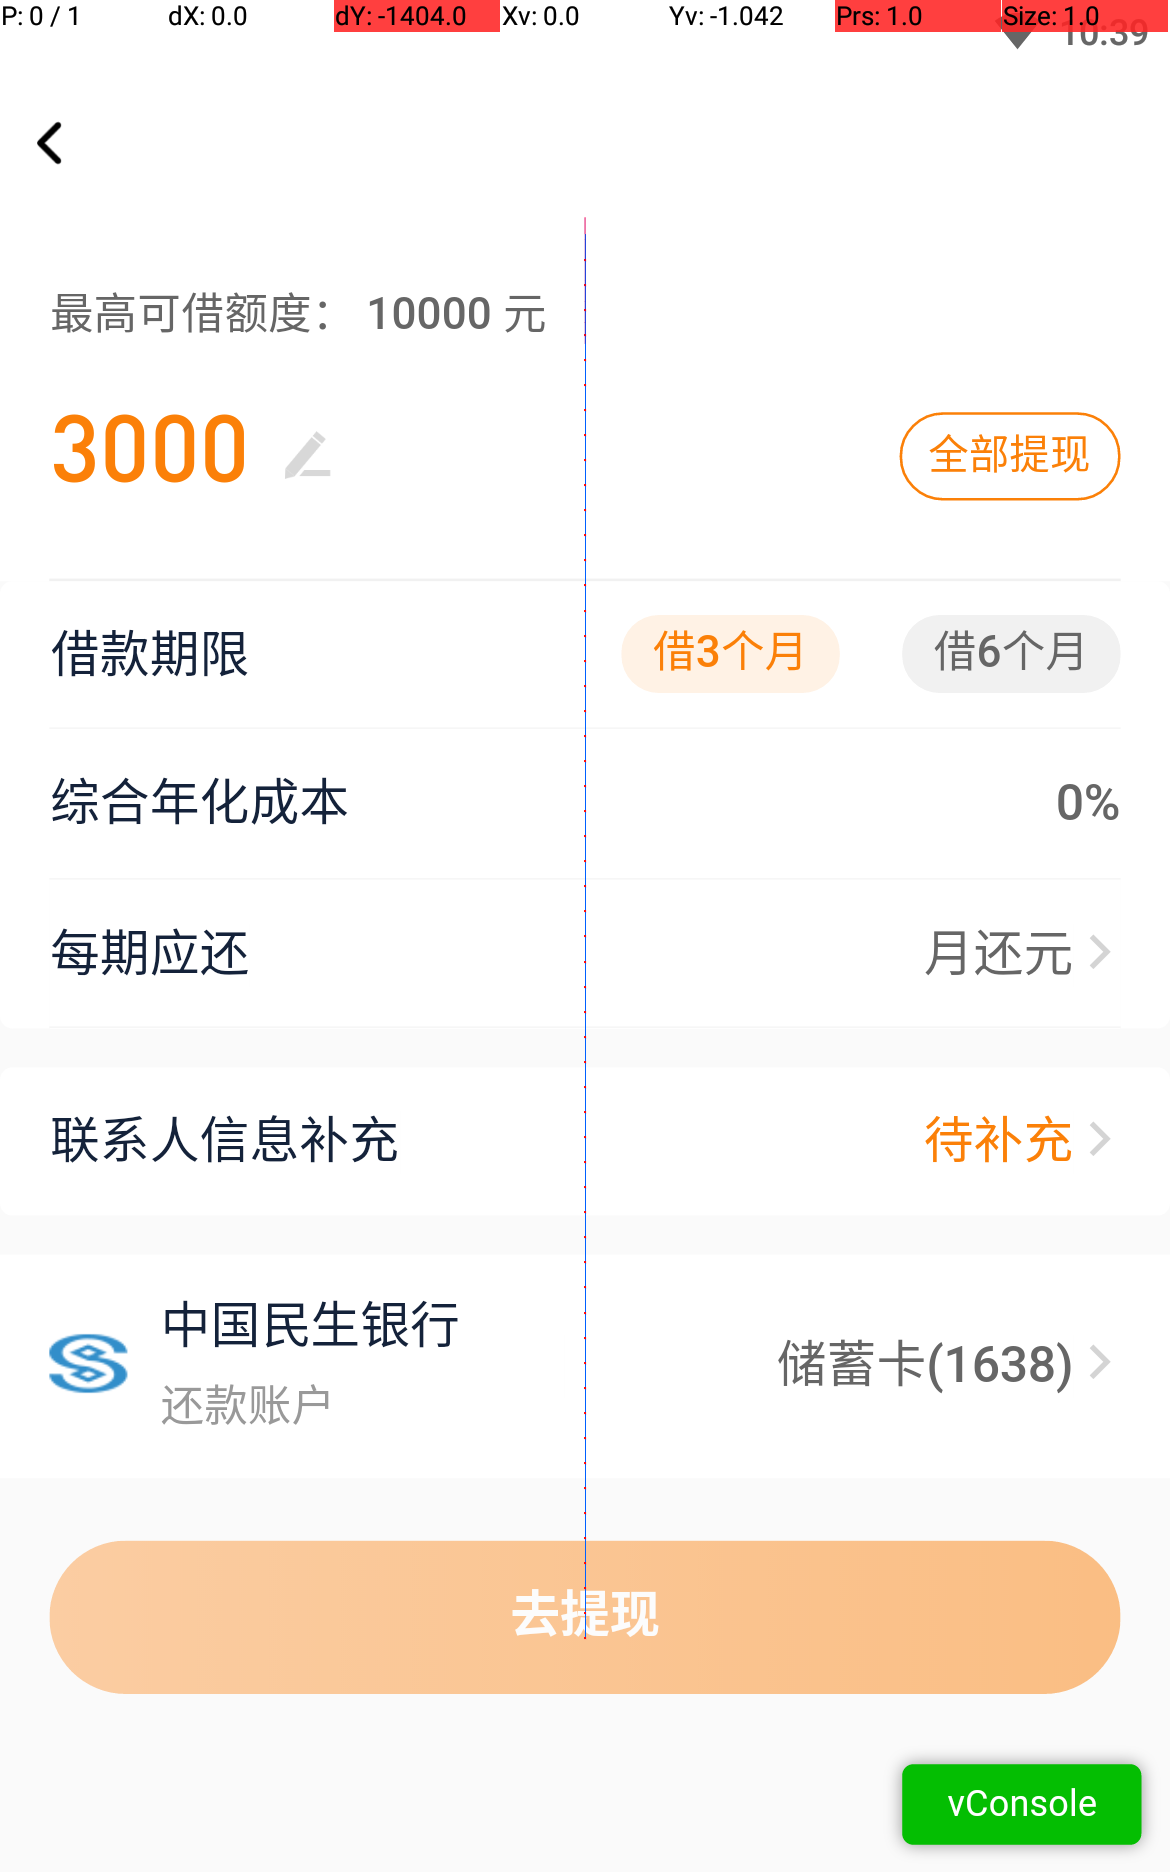 P: 0 / 1 dX: 0.0 dY: -1404.0 Xv: 0.0 Yv: -1.042 Prs: 1.0 Size: 1.0
10:39
最高可借额度： 10000 元
3000 全部提现
借款期限 借3个月 借6个月
综合年化成本 0%
每期应还 月还元
联系人信息补充 待补充
中国民生银行
还款账户
储蓄卡(1638)
去提现
vConsole